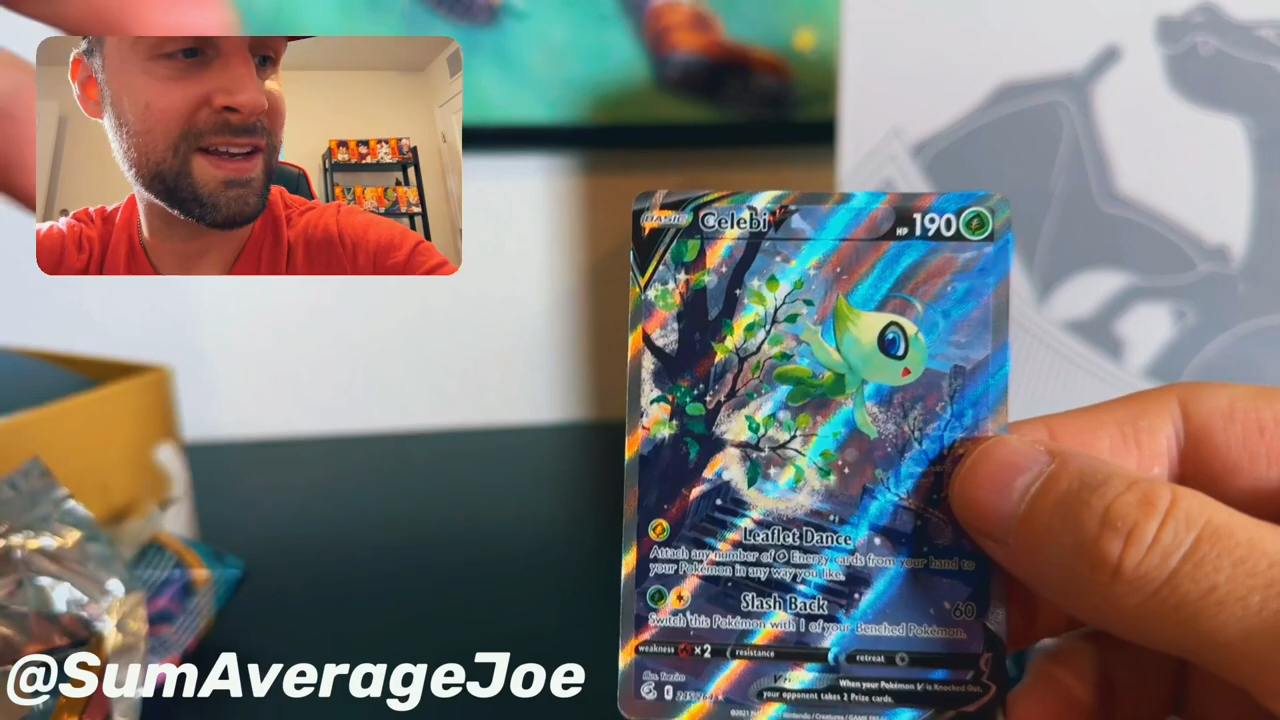 BASIC Celebi V HP 190
Leaflet Dance
Attach any number of Energy cards from your hand to
your Pokémon in any way you like.
Slash Back 60
Switch this Pokémon with 1 of your Benched Pokémon.
weakness ×2 resistance retreat
When your Pokémon V is Knocked Out,
your opponent takes 2 Prize cards.
Illus.
245/264
©2021
Nintendo / Creatures / GAME FREAK
@SumAverageJoe